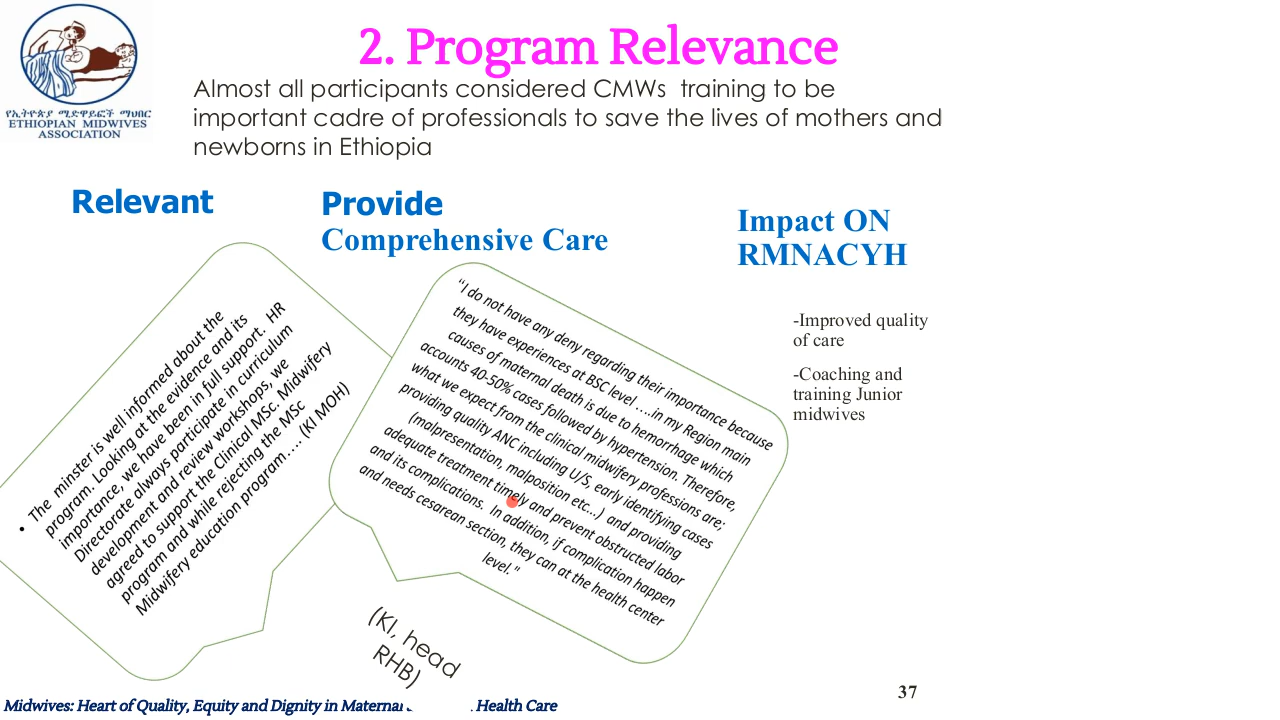 2. Program Relevance
Almost all participants considered CMWs training to be
important cadre of professionals to save the lives of mothers and
newborns in Ethiopia
የኢትዮጵያ ሚድዋይፎች ማህበር
ETHIOPIAN MIDWIVES
ASSOCIATION
Relevant
• The minster is well informed about the
program. Looking at the evidence and its
importance, we have been in full support. HR
Directorate always participate in curriculum
development and review workshops, we
agreed to support the Clinical MSc. Midwifery
program and while rejecting the MSc
Midwifery education program…. (KI MOH)
Provide
Comprehensive Care
"I do not have any deny regarding their importance because
they have experiences at BSC level ….in my Region main
causes of maternal death is due to hemorrhage which
accounts 40-50% cases followed by hypertension. Therefore,
what we expect from the clinical midwifery professions are;
providing quality ANC including U/S, early identifying cases
(malpresentation, malposition etc…) and providing
adequate treatment timely and prevent obstructed labor
and its complications. In addition, if complication happen
and needs cesarean section, they can at the health center
level."
(KI, head
RHB)
Impact ON
RMNACYH
-Improved quality
of care
-Coaching and
training Junior
midwives
Midwives: Heart of Quality, Equity and Dignity in Health Care
37